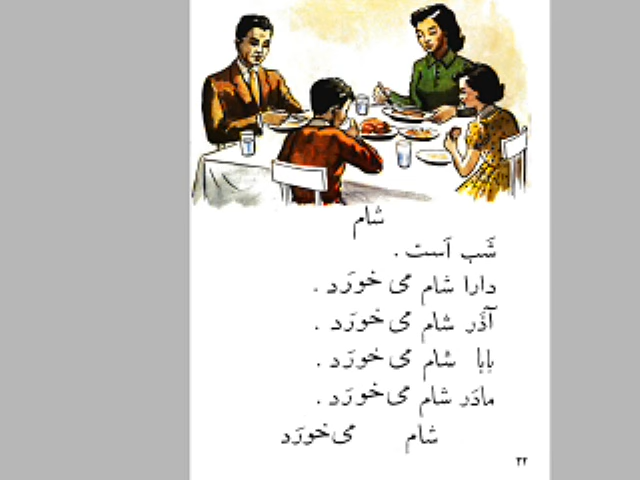 شام
شَب اَست .
دارا شام می خورَد .
آذَر شام می خورَد .
بابا شام می خورَد .
مادَر شام می خورَد .
شام می خورَد
۲۲